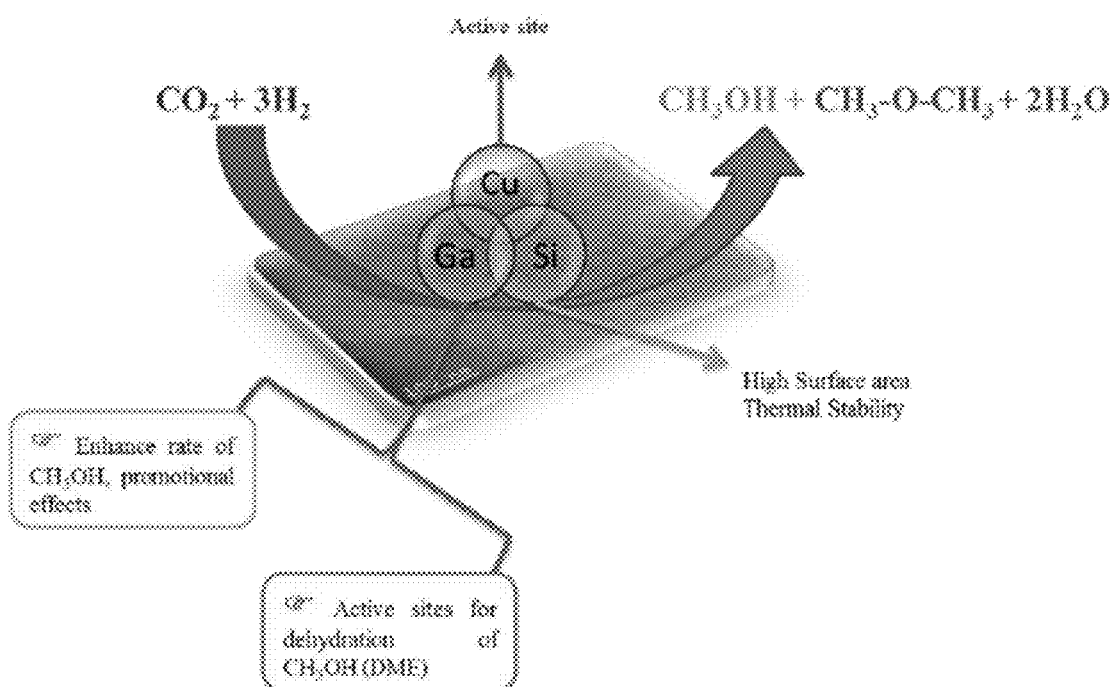 Active site
CO₂ + 3H₂
CH₃OH + CH₃-O-CH₃ + 2H₂O
Cu
Ga
Si
High Surface area
Thermal Stability
☞ Enhance rate of
CH₃OH, promotional
effects
☞ Active sites for
dehydration of
CH₃OH (DME)